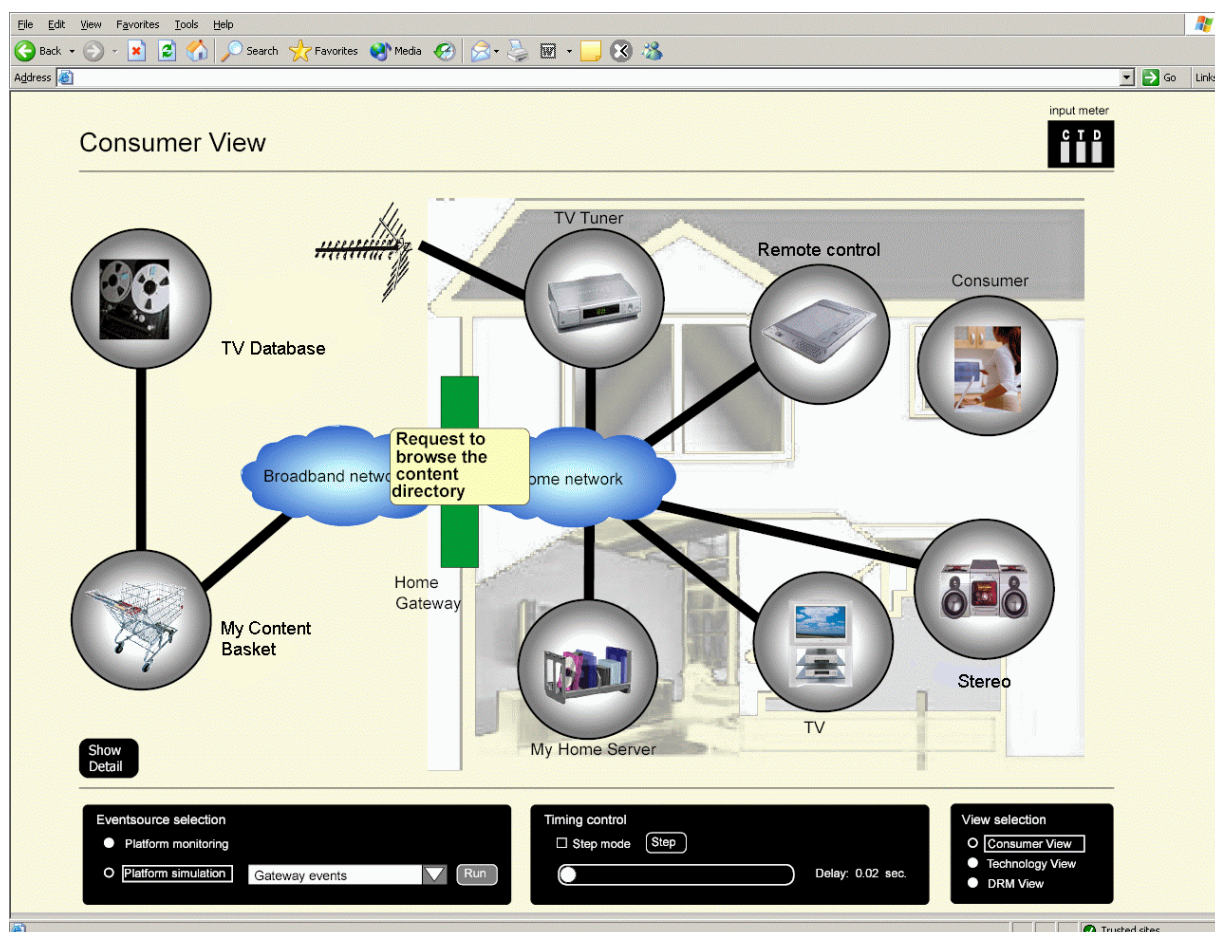 File Edit View Favorites Tools Help
Back Search Favorites Media
Address Go Links
input meter
C T D
Consumer View
TV Tuner
Remote control
Consumer
TV Database
Request to
browse the
content
directory
Broadband
ome network
Home
Gateway
My Content
Basket
Stereo
TV
My Home Server
Show
Detail
Eventsource selection
Platform monitoring
Platform simulation Gateway events Run
Timing control
Step mode Step
Delay: 0.02 sec.
View selection
Consumer View
Technology View
DRM View
Trusted sites